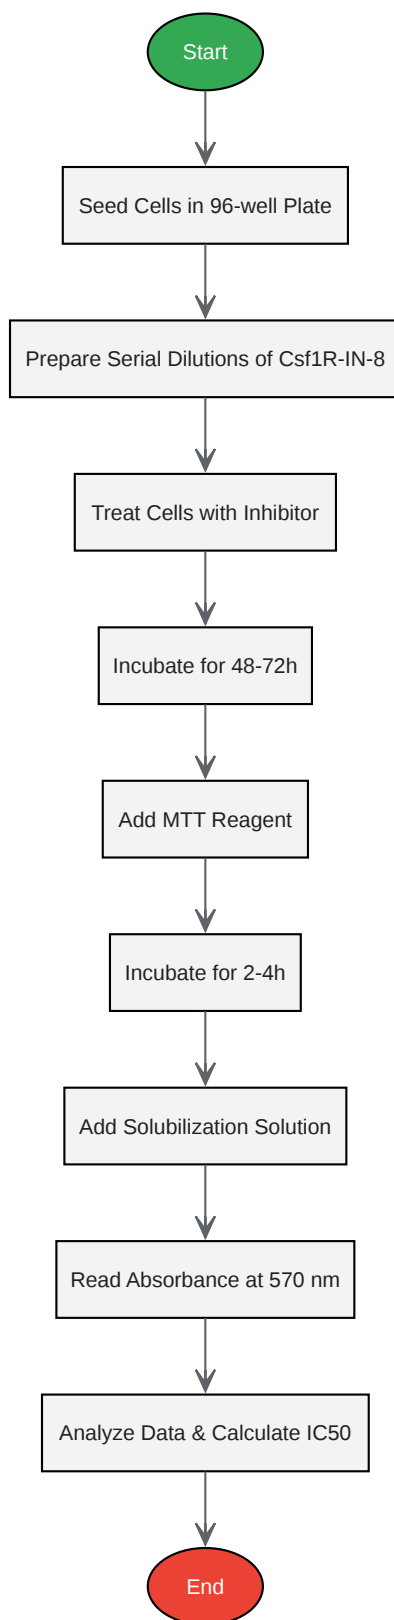 Start
Seed Cells in 96-well Plate
Prepare Serial Dilutions of Csf1R-IN-8
Treat Cells with Inhibitor
Incubate for 48-72h
Add MTT Reagent
Incubate for 2-4h
Add Solubilization Solution
Read Absorbance at 570 nm
Analyze Data & Calculate IC50
End